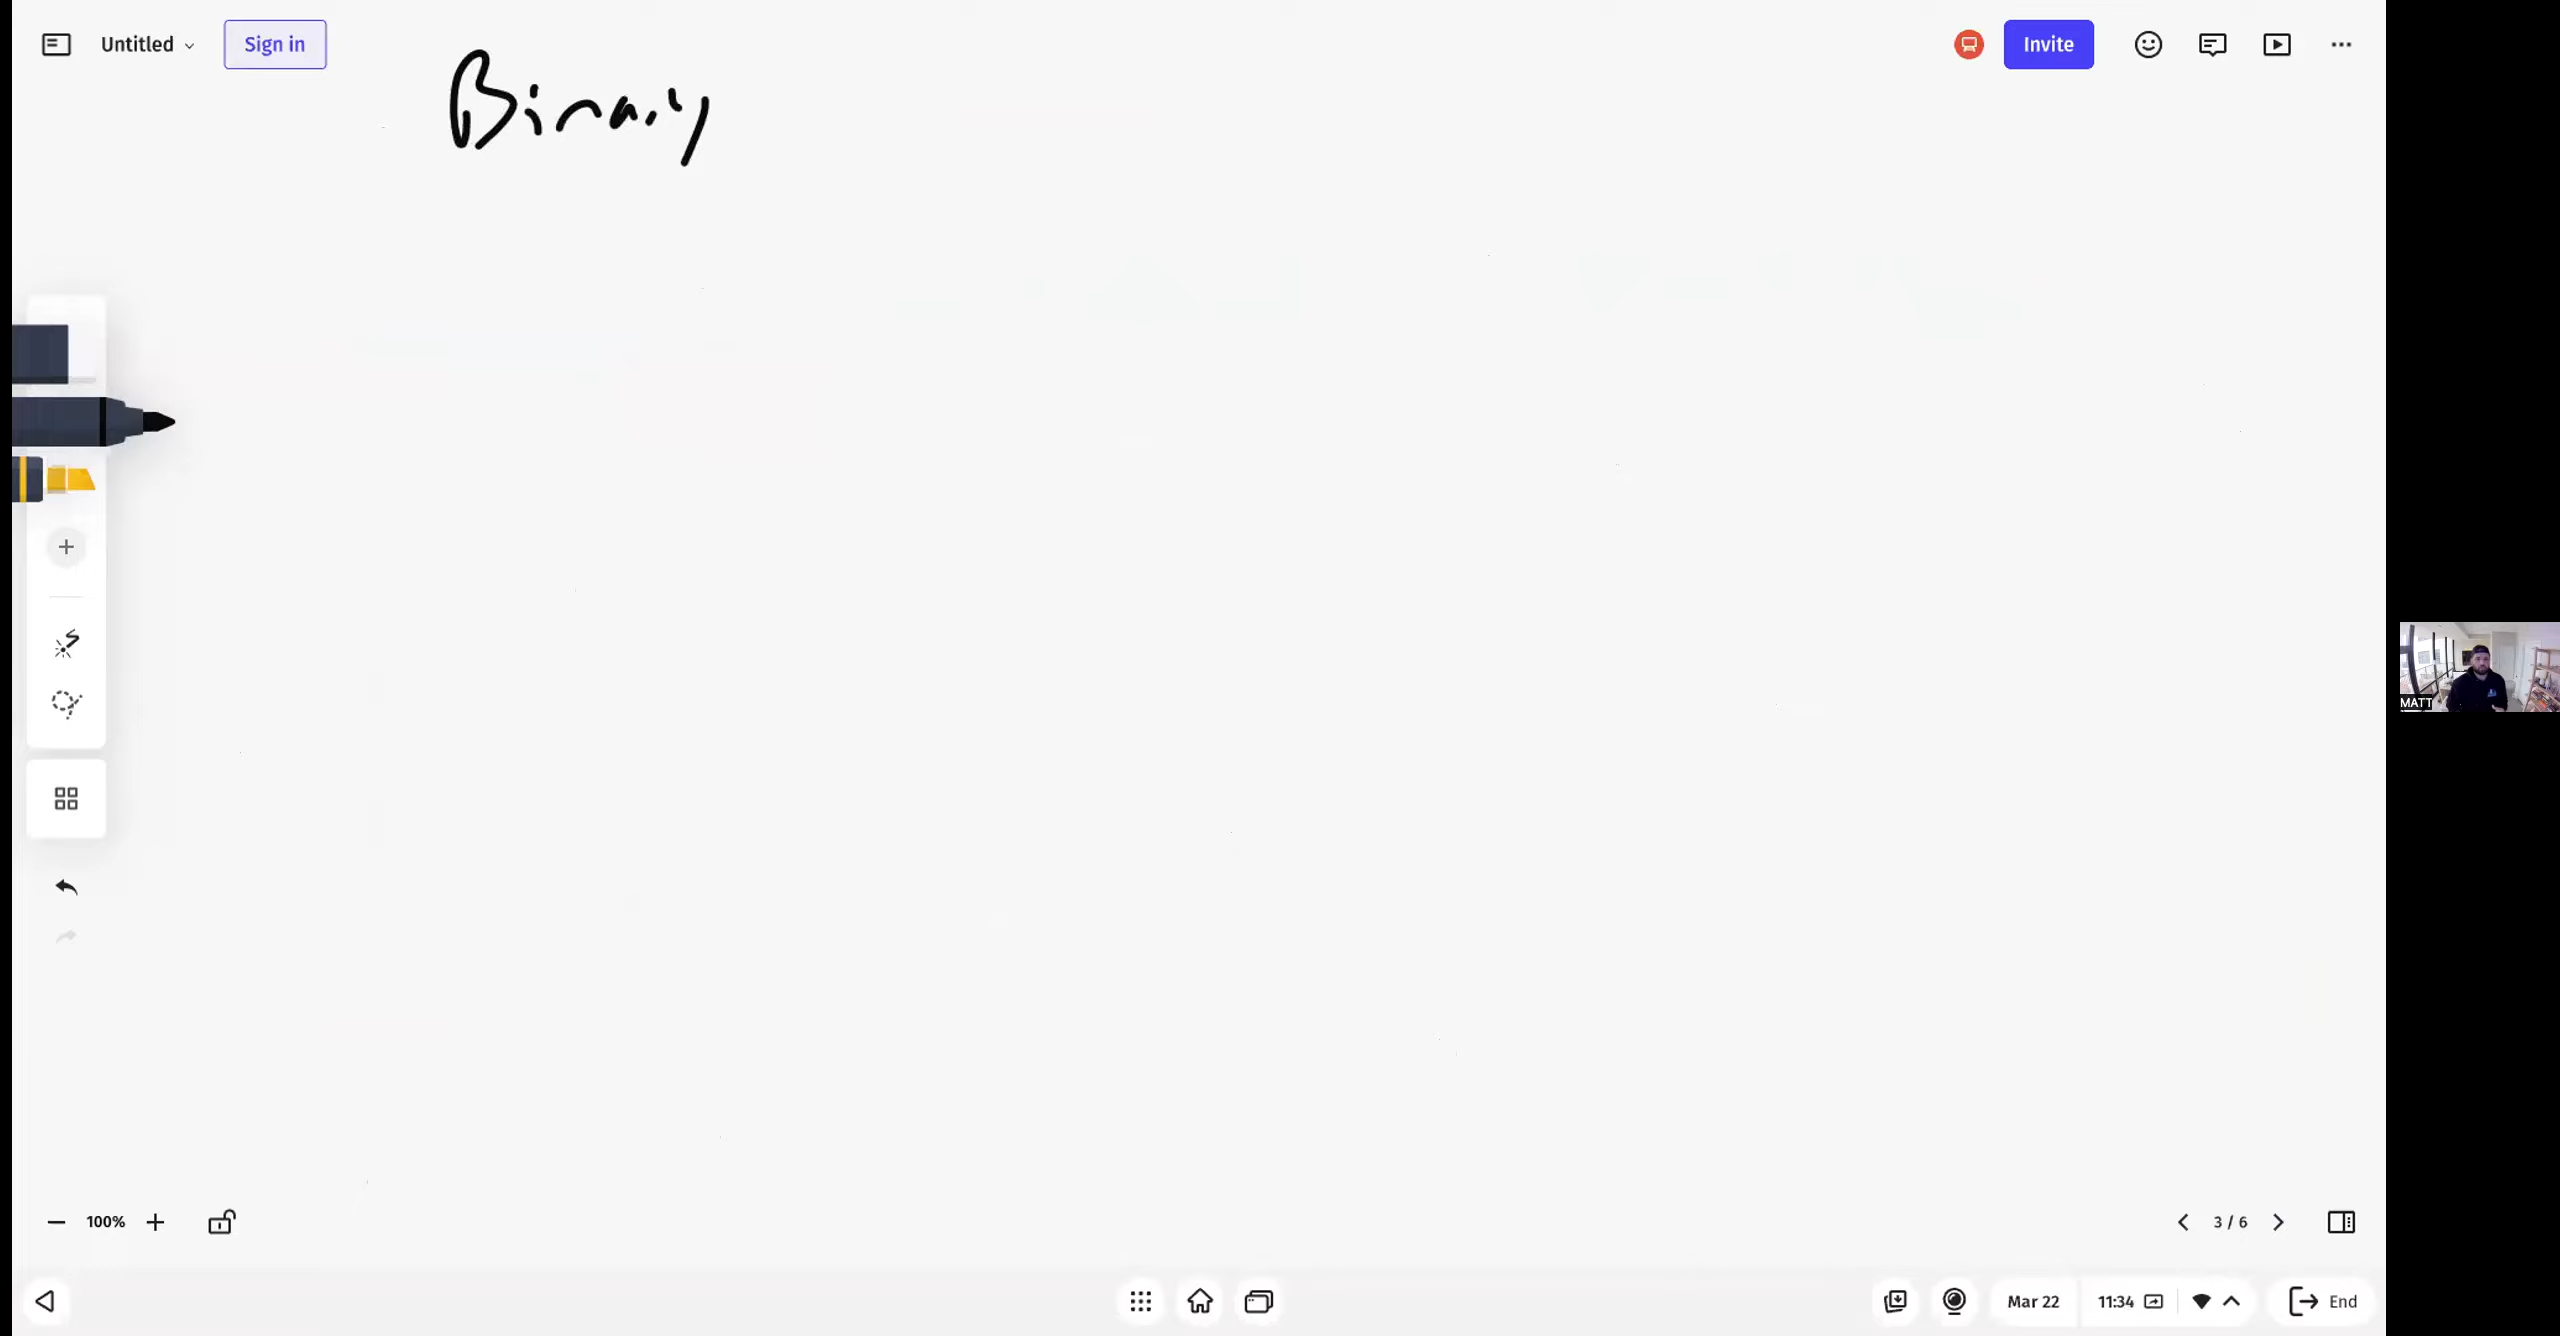 Untitled
Sign in
Invite
Binary
MATT
100%
3 / 6
Mar 22
11:34
End